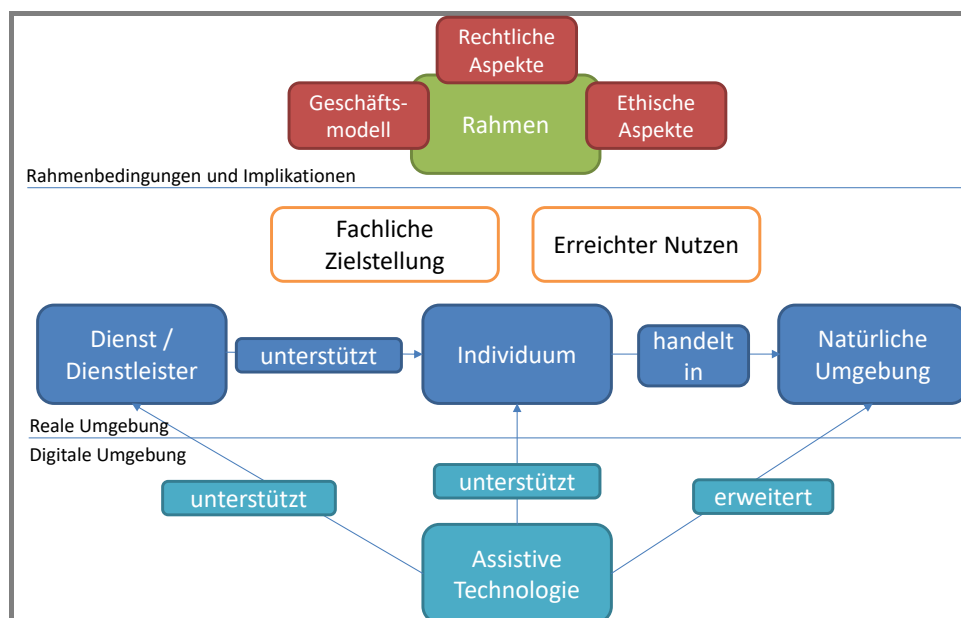 Rechtliche
Aspekte
Geschäfts-
modell
Rahmen
Ethische
Aspekte
Rahmenbedingungen und Implikationen
Fachliche
Zielstellung
Erreichter Nutzen
Dienst /
Dienstleister
unterstützt
Individuum
handelt
in
Natürliche
Umgebung
Reale Umgebung
Digitale Umgebung
unterstützt
unterstützt
erweitert
Assistive
Technologie